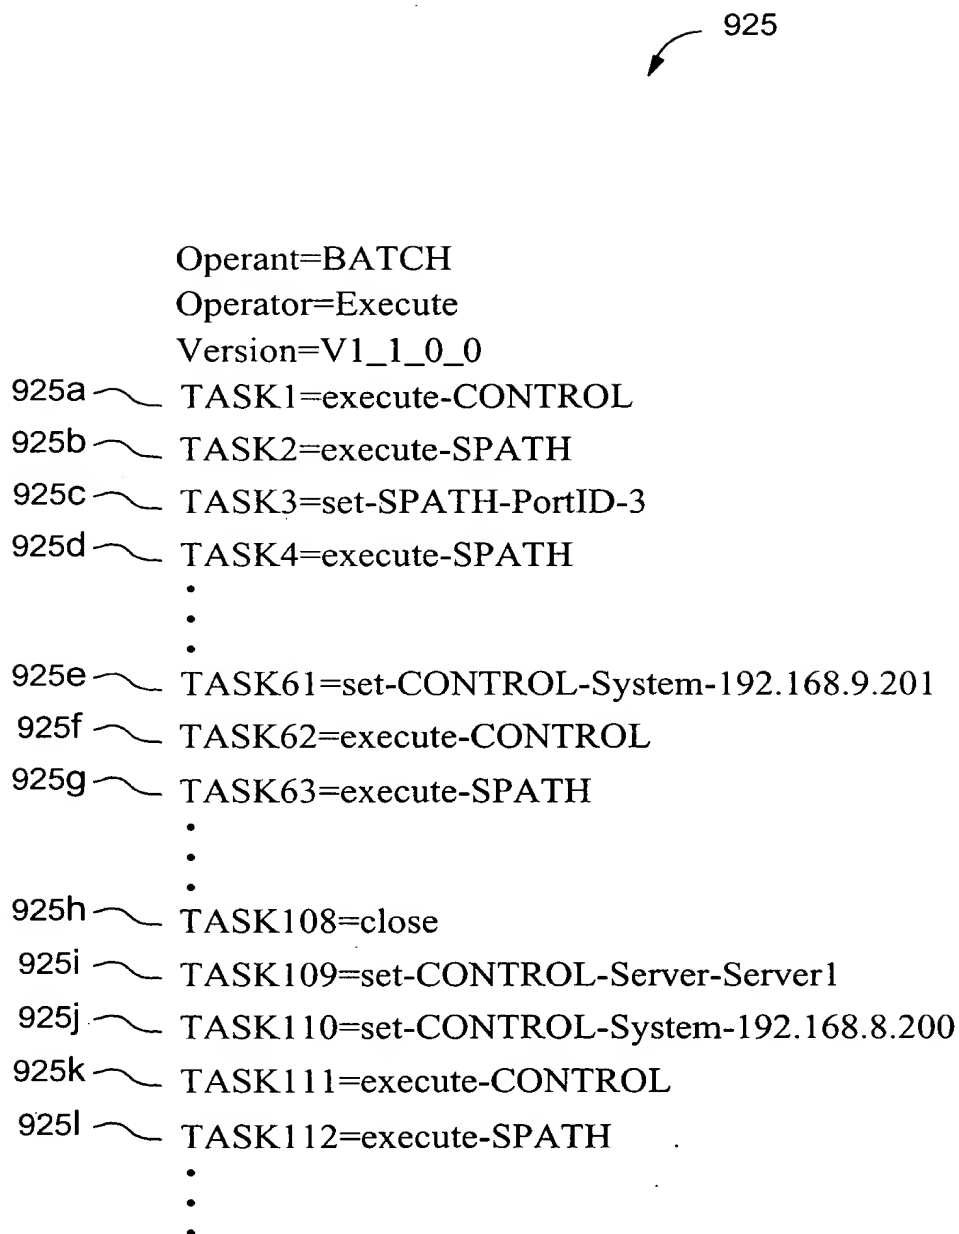 925
Operant=BATCH
Operator=Execute
Version=V1_1_0_0
925a TASK1=execute-CONTROL
925b TASK2=execute-SPATH
925c TASK3=set-SPATH-PortID-3
925d TASK4=execute-SPATH
925e TASK61=set-CONTROL-System-192.168.9.201
925f TASK62=execute-CONTROL
925g TASK63=execute-SPATH
925h TASK108=close
925i TASK109=set-CONTROL-Server-Server1
925j TASK110=set-CONTROL-System-192.168.8.200
925k TASK111=execute-CONTROL
925l TASK112=execute-SPATH